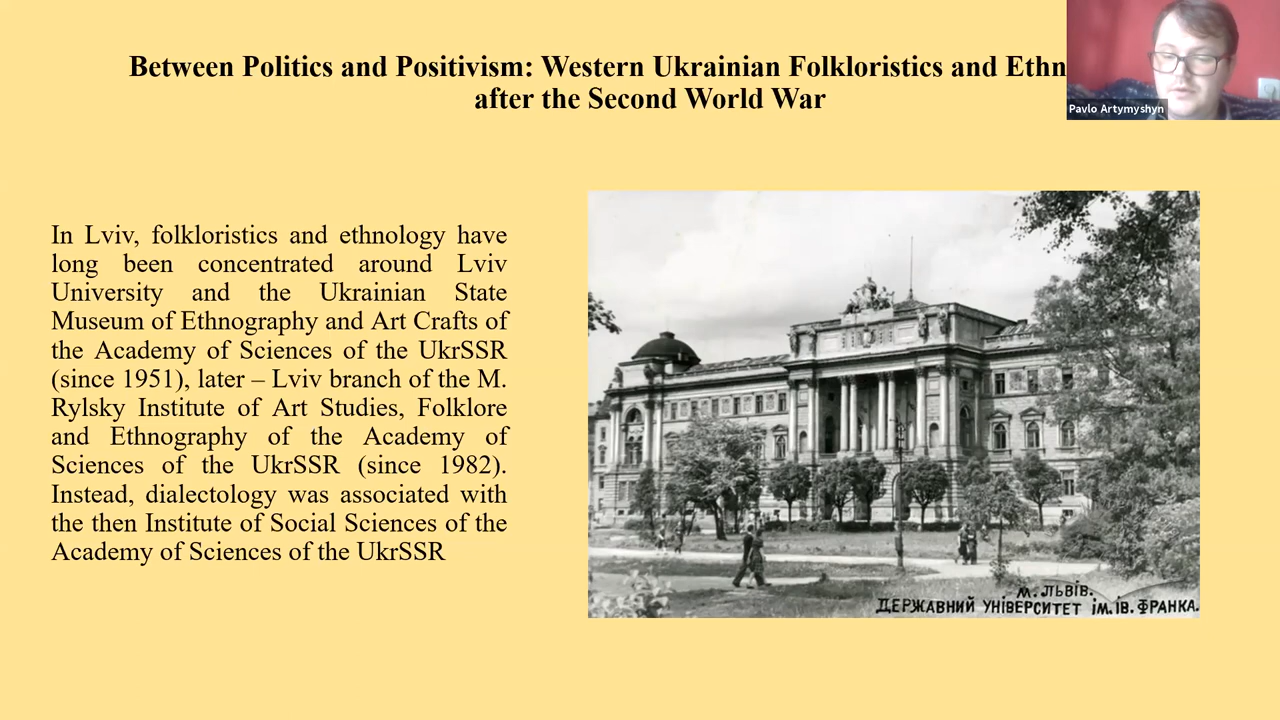 Between Politics and Positivism: Western Ukrainian Folkloristics and Ethn
after the Second World War
Pavlo Artymyshyn
In Lviv, folkloristics and ethnology have
long been concentrated around Lviv
University and the Ukrainian State
Museum of Ethnography and Art Crafts of
the Academy of Sciences of the UkrSSR
(since 1951), later – Lviv branch of the M.
Rylsky Institute of Art Studies, Folklore
and Ethnography of the Academy of
Sciences of the UkrSSR (since 1982).
Instead, dialectology was associated with
the then Institute of Social Sciences of the
Academy of Sciences of the UkrSSR
м. Львів.
ДЕРЖАВНИЙ УНІВЕРСИТЕТ ім. ІВ. ФРАНКА.